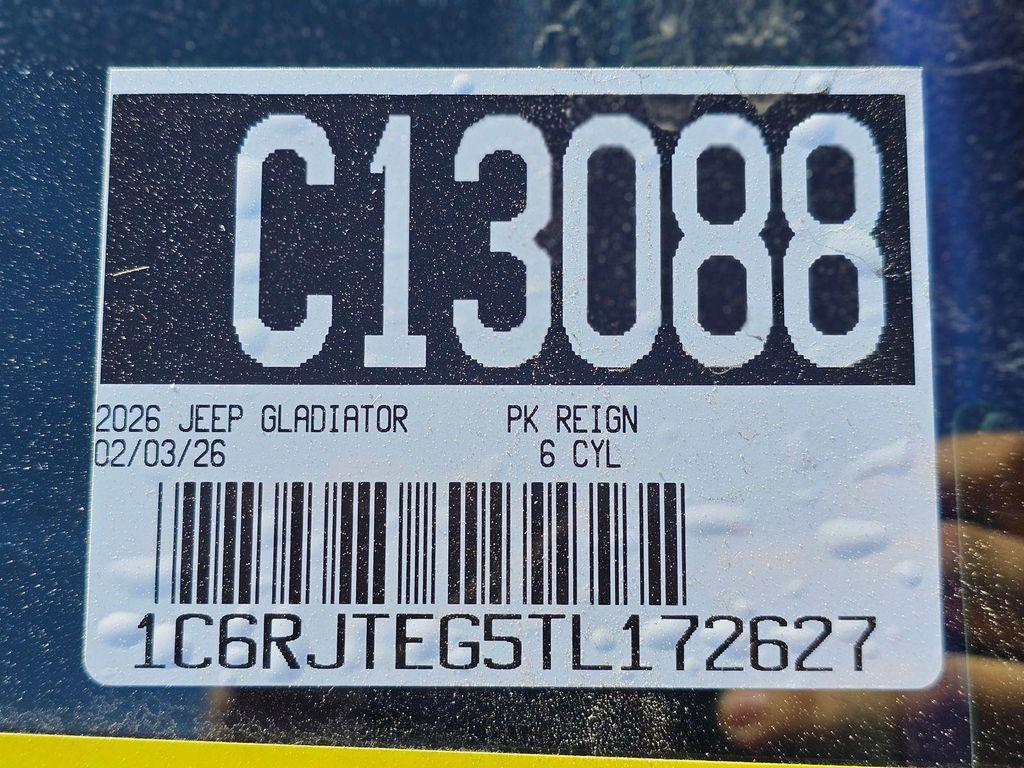 C13088
2026 JEEP GLADIATOR PK REIGN
02/03/26 6 CYL
1C6RJTEG5TL172627